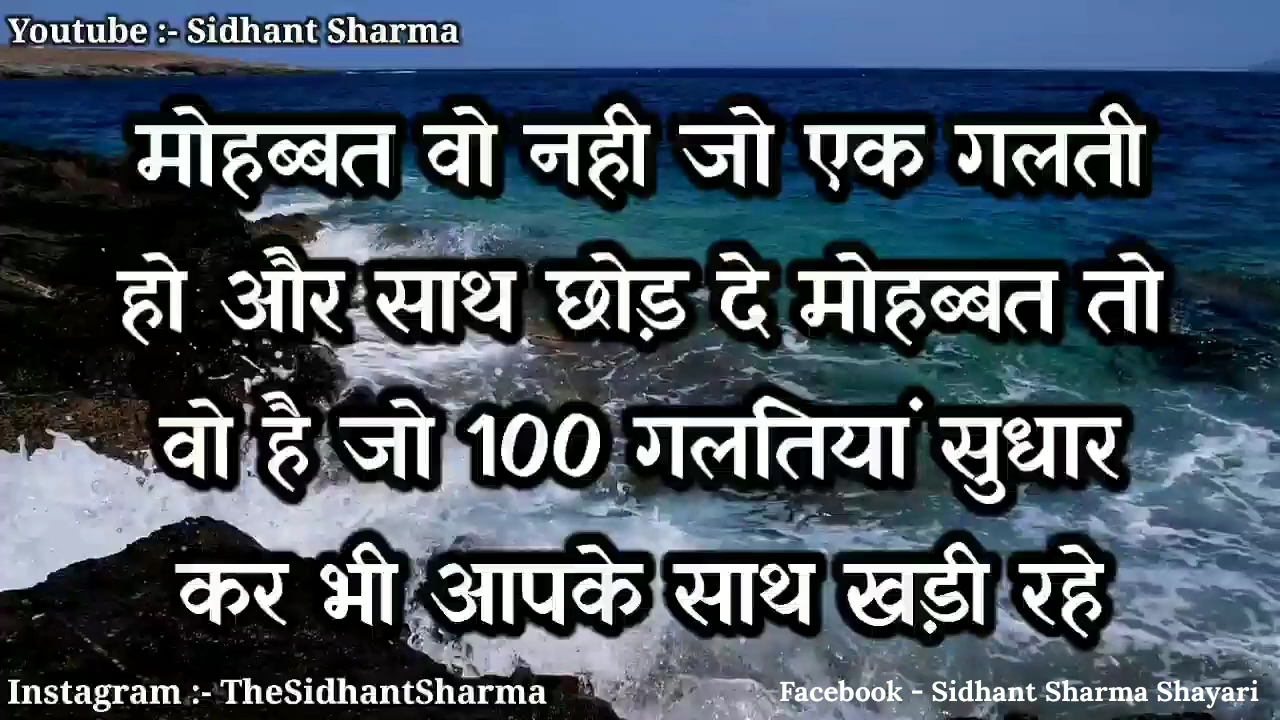 Youtube :- Sidhant Sharma
मोहब्बत वो नही जो एक गलती
हो और साथ छोड़ दे मोहब्बत तो
वो है जो 100 गलतियां सुधार
कर भी आपके साथ खड़ी रहे
Instagram :- TheSidhantSharma
Facebook - Sidhant Sharma Shayari